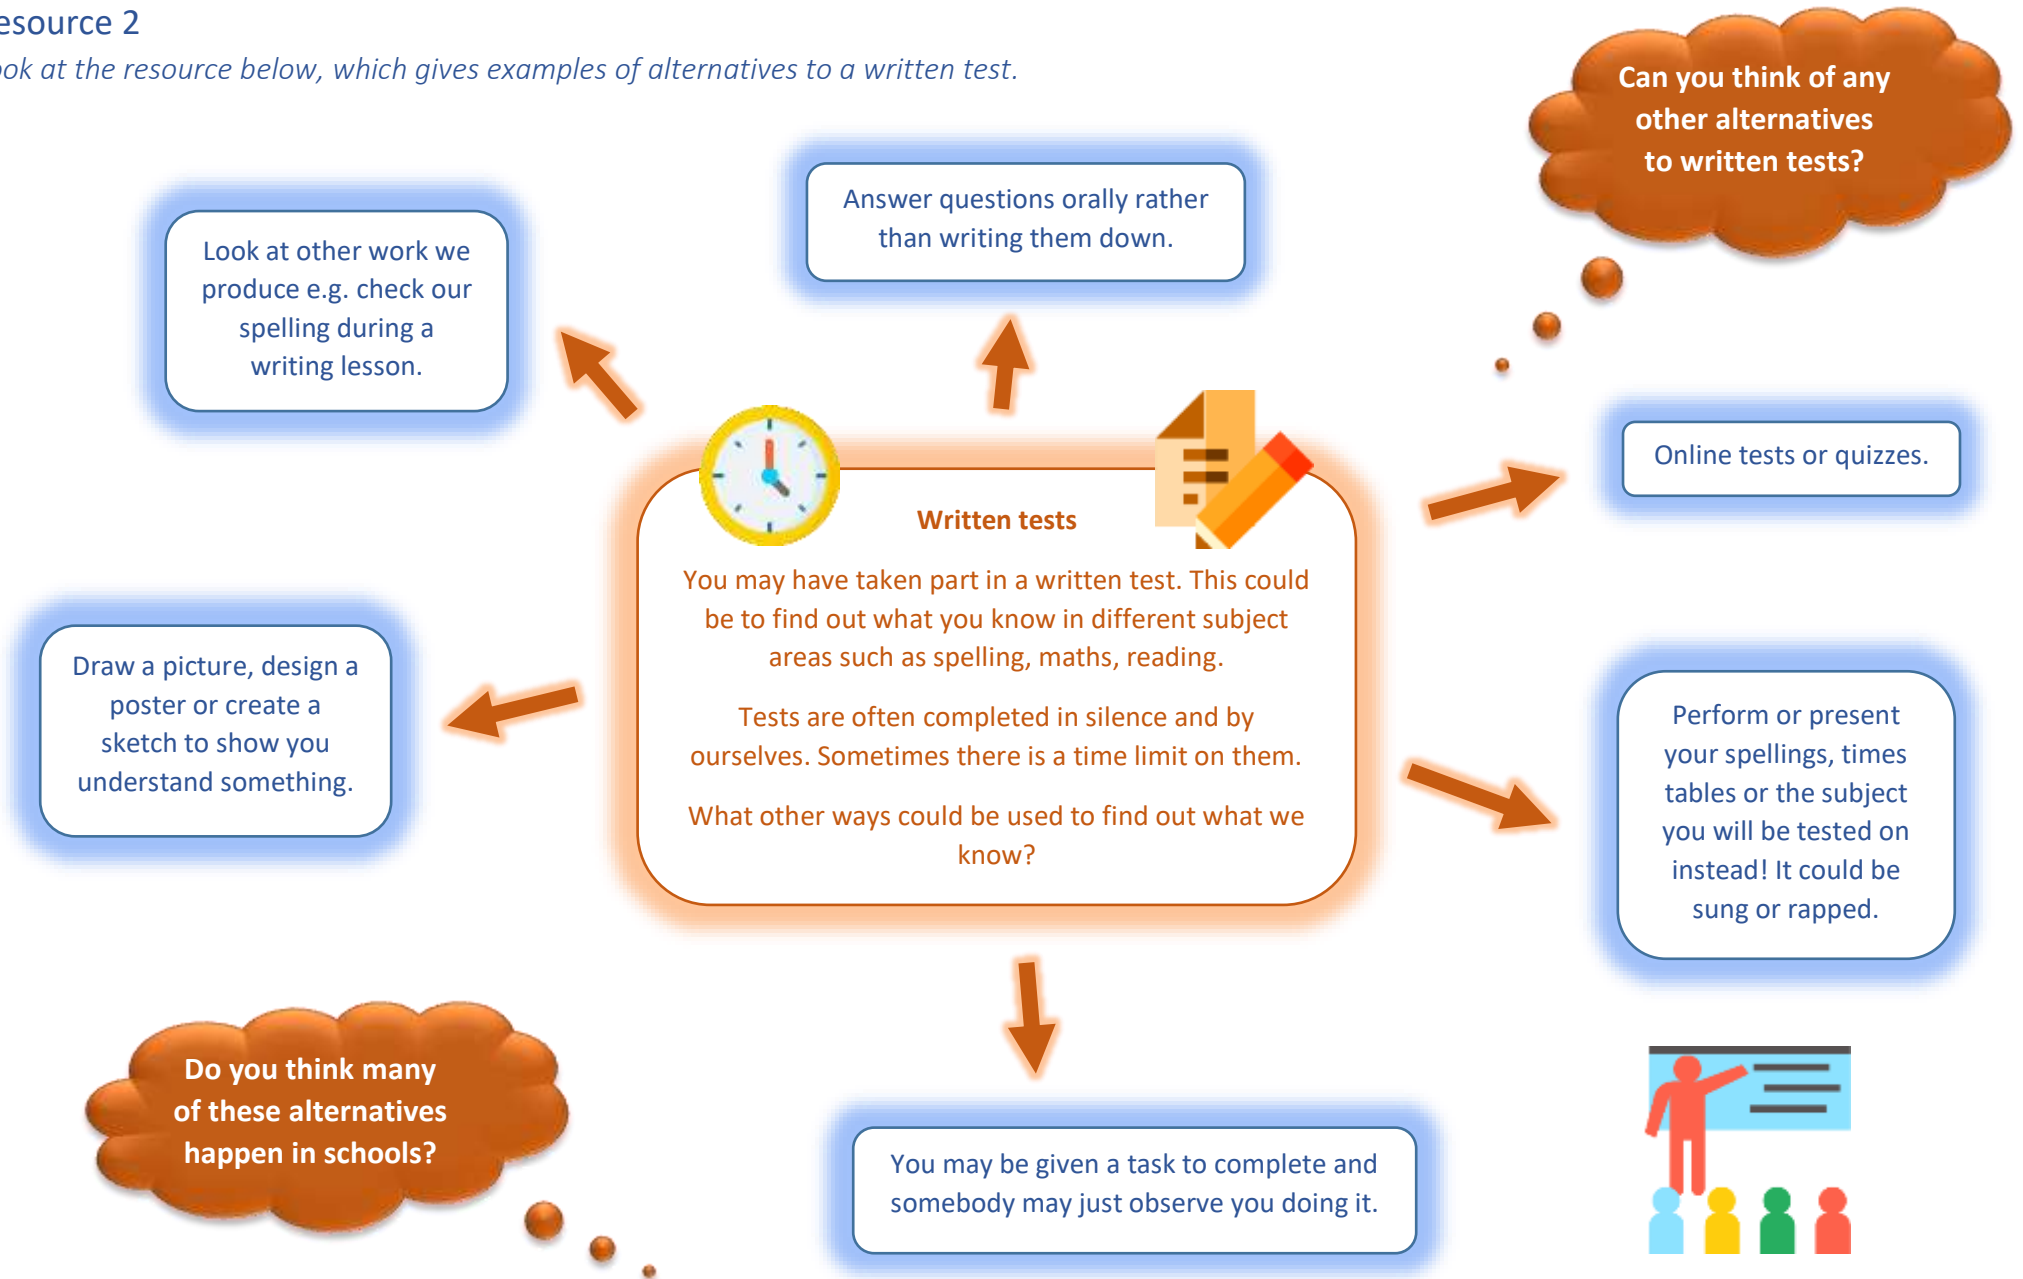 esource 2
ook at the resource below, which gives examples of alternatives to a written test.
Can you think of any
other alternatives
to written tests?
Answer questions orally rather
than writing them down.
Look at other work we
produce e.g. check our
spelling during a
writing lesson.
Online tests or quizzes.
Written tests
You may have taken part in a written test. This could
be to find out what you know in different subject
areas such as spelling, maths, reading.
Tests are often completed in silence and by
ourselves. Sometimes there is a time limit on them.
What other ways could be used to find out what we
know?
Draw a picture, design a
poster or create a
sketch to show you
understand something.
Perform or present
your spellings, times
tables or the subject
you will be tested on
instead! It could be
sung or rapped.
Do you think many
of these alternatives
happen in schools?
You may be given a task to complete and
somebody may just observe you doing it.